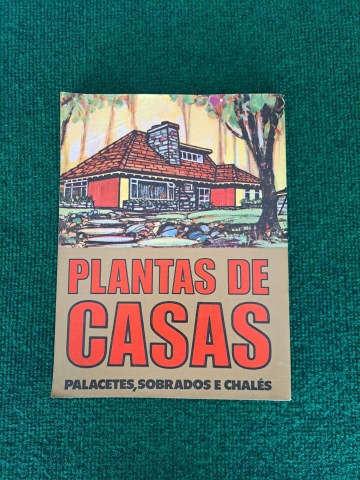 PLANTAS DE
CASAS
PALACETES, SOBRADOS E CHALÉS